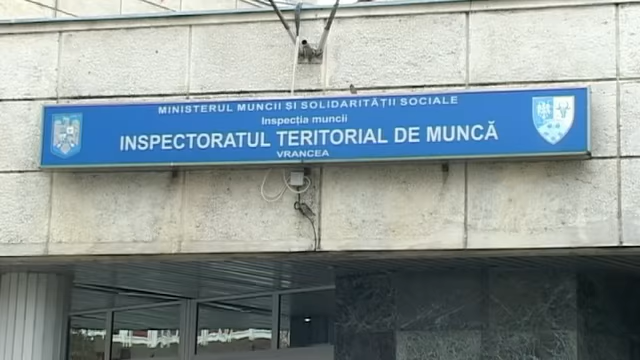 MINISTERUL MUNCII ȘI SOLIDARITĂȚII SOCIALE
Inspecția muncii
INSPECTORATUL TERITORIAL DE MUNCĂ
VRANCEA